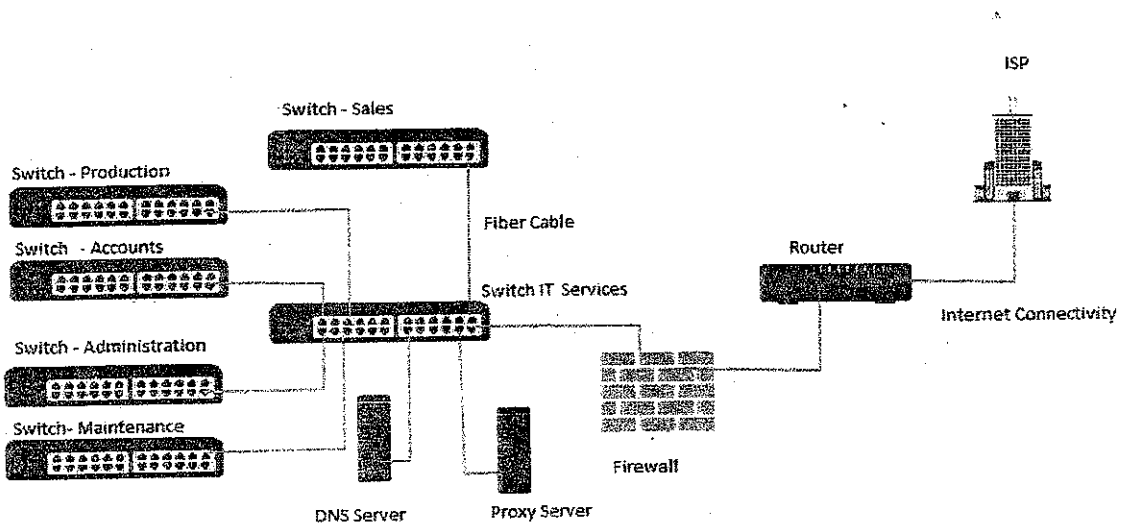 ISP
Switch - Sales
Switch - Production
Fiber Cable
Switch - Accounts
Router
Switch IT Services
Internet Connectivity
Switch - Administration
Switch- Maintenance
Firewall
DNS Server
Proxy Server